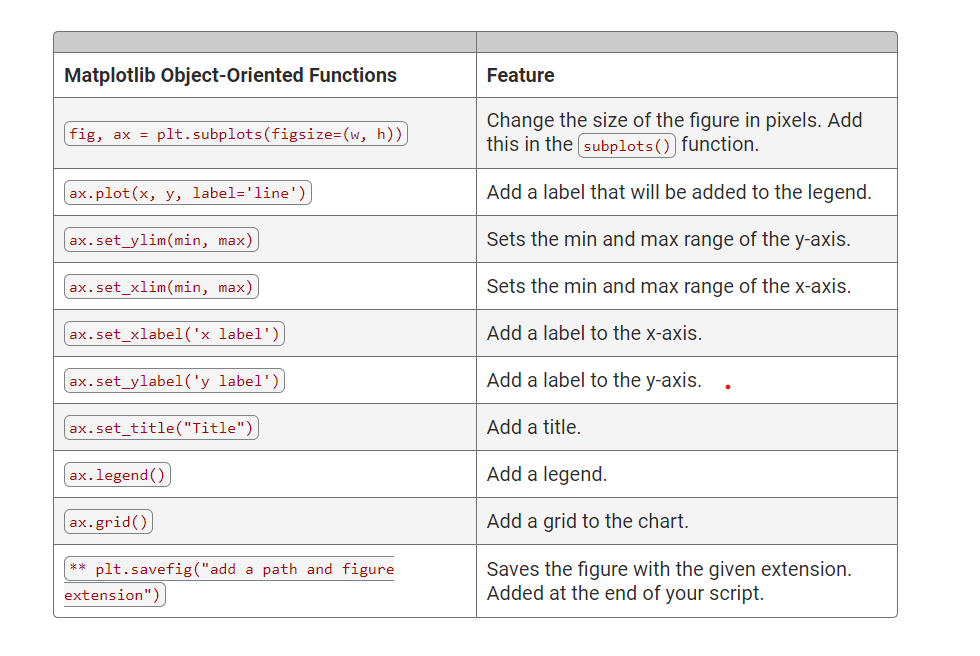 Matplotlib Object-Oriented Functions Feature
fig, ax = plt.subplots(figsize=(w, h)) Change the size of the figure in pixels. Add
this in the subplots() function.
ax.plot(x, y, label='line') Add a label that will be added to the legend.
ax.set_ylim(min, max) Sets the min and max range of the y-axis.
ax.set_xlim(min, max) Sets the min and max range of the x-axis.
ax.set_xlabel('x label') Add a label to the x-axis.
ax.set_ylabel('y label') Add a label to the y-axis.
ax.set_title("Title") Add a title.
ax.legend() Add a legend.
ax.grid() Add a grid to the chart.
** plt.savefig("add a path and figure Saves the figure with the given extension.
extension") Added at the end of your script.